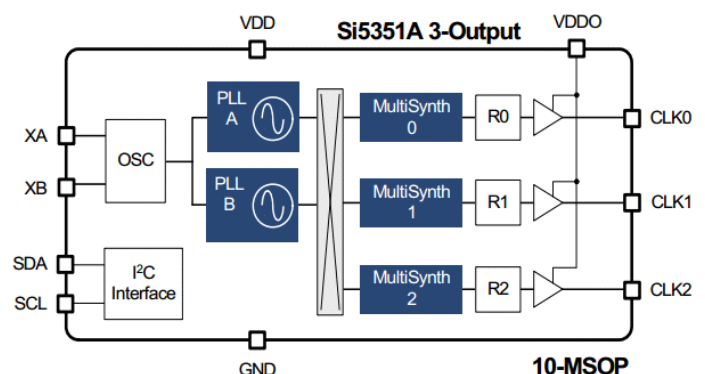 VDD
Si5351A 3-Output
VDDO
XA
XB
OSC
PLL
A
PLL
B
MultiSynth
0
R0
CLK0
MultiSynth
1
R1
CLK1
MultiSynth
2
R2
CLK2
SDA
SCL
I²C
Interface
GND
10-MSOP